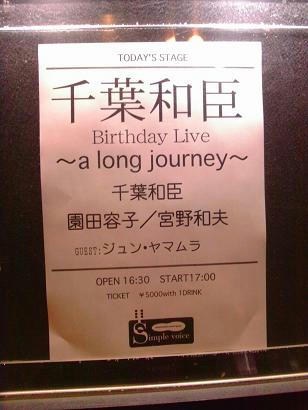 TODAY'S STAGE
千葉和臣
Birthday Live
～a long journey～
千葉和臣
園田容子／宮野和夫
GUEST:ジュン・ヤマムラ
OPEN 16:30 START17:00
TICKET ￥5000with 1DRINK
Simple voice